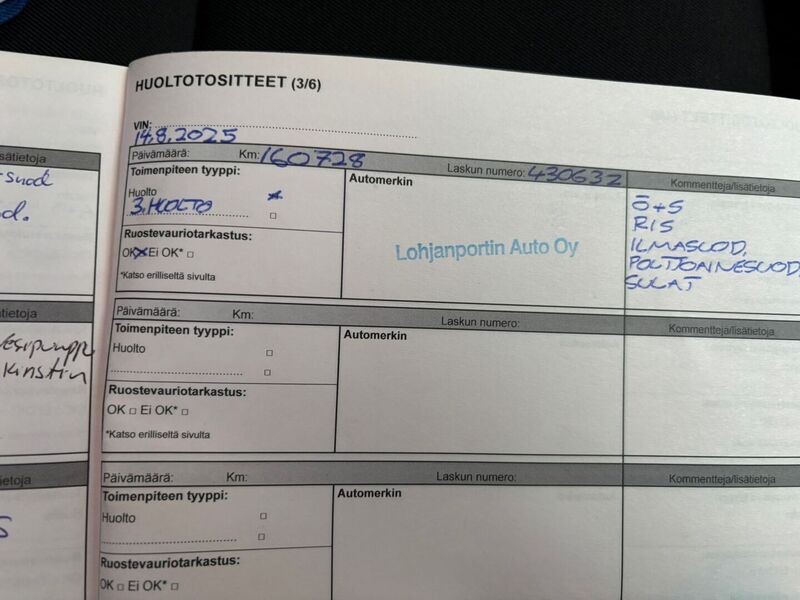 HUOLTOTOSITTEET (3/6)
VIN:
14.8.2025
Päivämäärä: Km: 160728 Laskun numero: 430632
Kommentteja/lisätietoja
Toimenpiteen tyyppi:
Huolto
3. HUOLTO
Ruostevauriotarkastus:
OK Ei OK*
*Katso erilliseltä sivulta
Automerkin
Lohjanportin Auto Oy
Ö+S
RIS
ILMASUOD,
POLTTOAINESUOD,
SULAT
Päivämäärä: Km: Laskun numero:
Kommentteja/lisätietoja
Toimenpiteen tyyppi:
Huolto
Ruostevauriotarkastus:
OK Ei OK*
*Katso erilliseltä sivulta
Automerkin
Päivämäärä: Km: Laskun numero:
Kommentteja/lisätietoja
Toimenpiteen tyyppi:
Huolto
Ruostevauriotarkastus:
OK Ei OK*
Automerkin